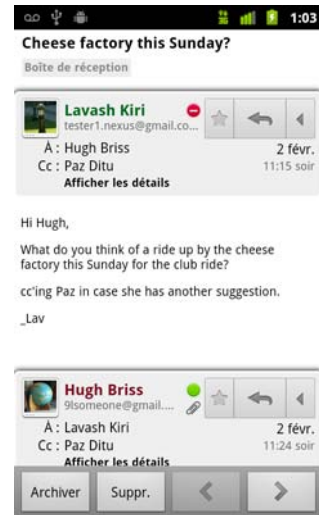 1:03
Cheese factory this Sunday?
Boîte de réception
Lavash Kiri
tester1.nexus@gmail.co...
À : Hugh Briss
2 févr.
Cc : Paz Ditu
11:15 soir
Afficher les détails
Hi Hugh,
What do you think of a ride up by the cheese
factory this Sunday for the club ride?
cc'ing Paz in case she has another suggestion.
_Lav
Hugh Briss
9lsomeone@gmail....
À : Lavash Kiri
2 févr.
Cc : Paz Ditu
11:24 soir
Afficher les détails
Archiver
Suppr.